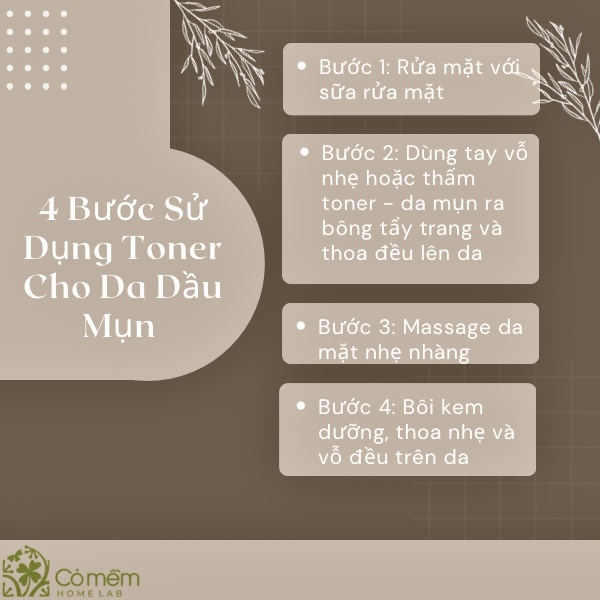 4 Bước Sử
Dụng Toner
Cho Da Dầu
Mụn
Bước 1: Rửa mặt với
sữa rửa mặt
Bước 2: Dùng tay vỗ
nhẹ hoặc thấm
toner - da mụn ra
bông tẩy trang và
thoa đều lên da
Bước 3: Massage da
mặt nhẹ nhàng
Bước 4: Bôi kem
dưỡng, thoa nhẹ và
vỗ đều trên da
Cỏ mềm
HOME LAB